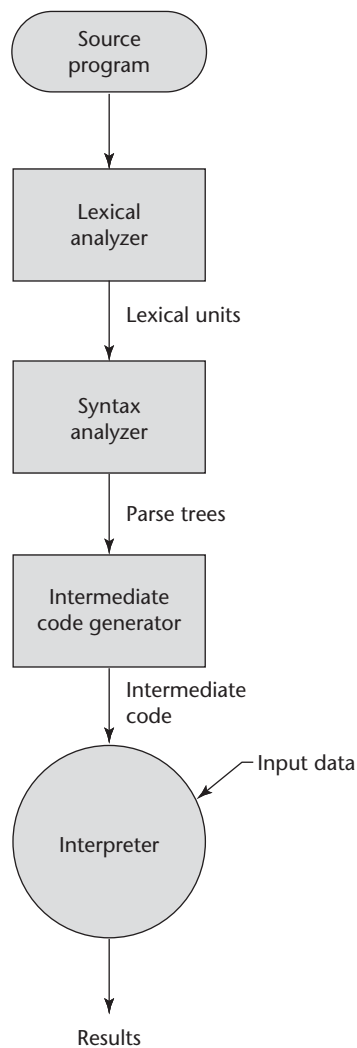 Source
program
Lexical
analyzer
Lexical units
Syntax
analyzer
Parse trees
Intermediate
code generator
Intermediate
code
Input data
Interpreter
Results